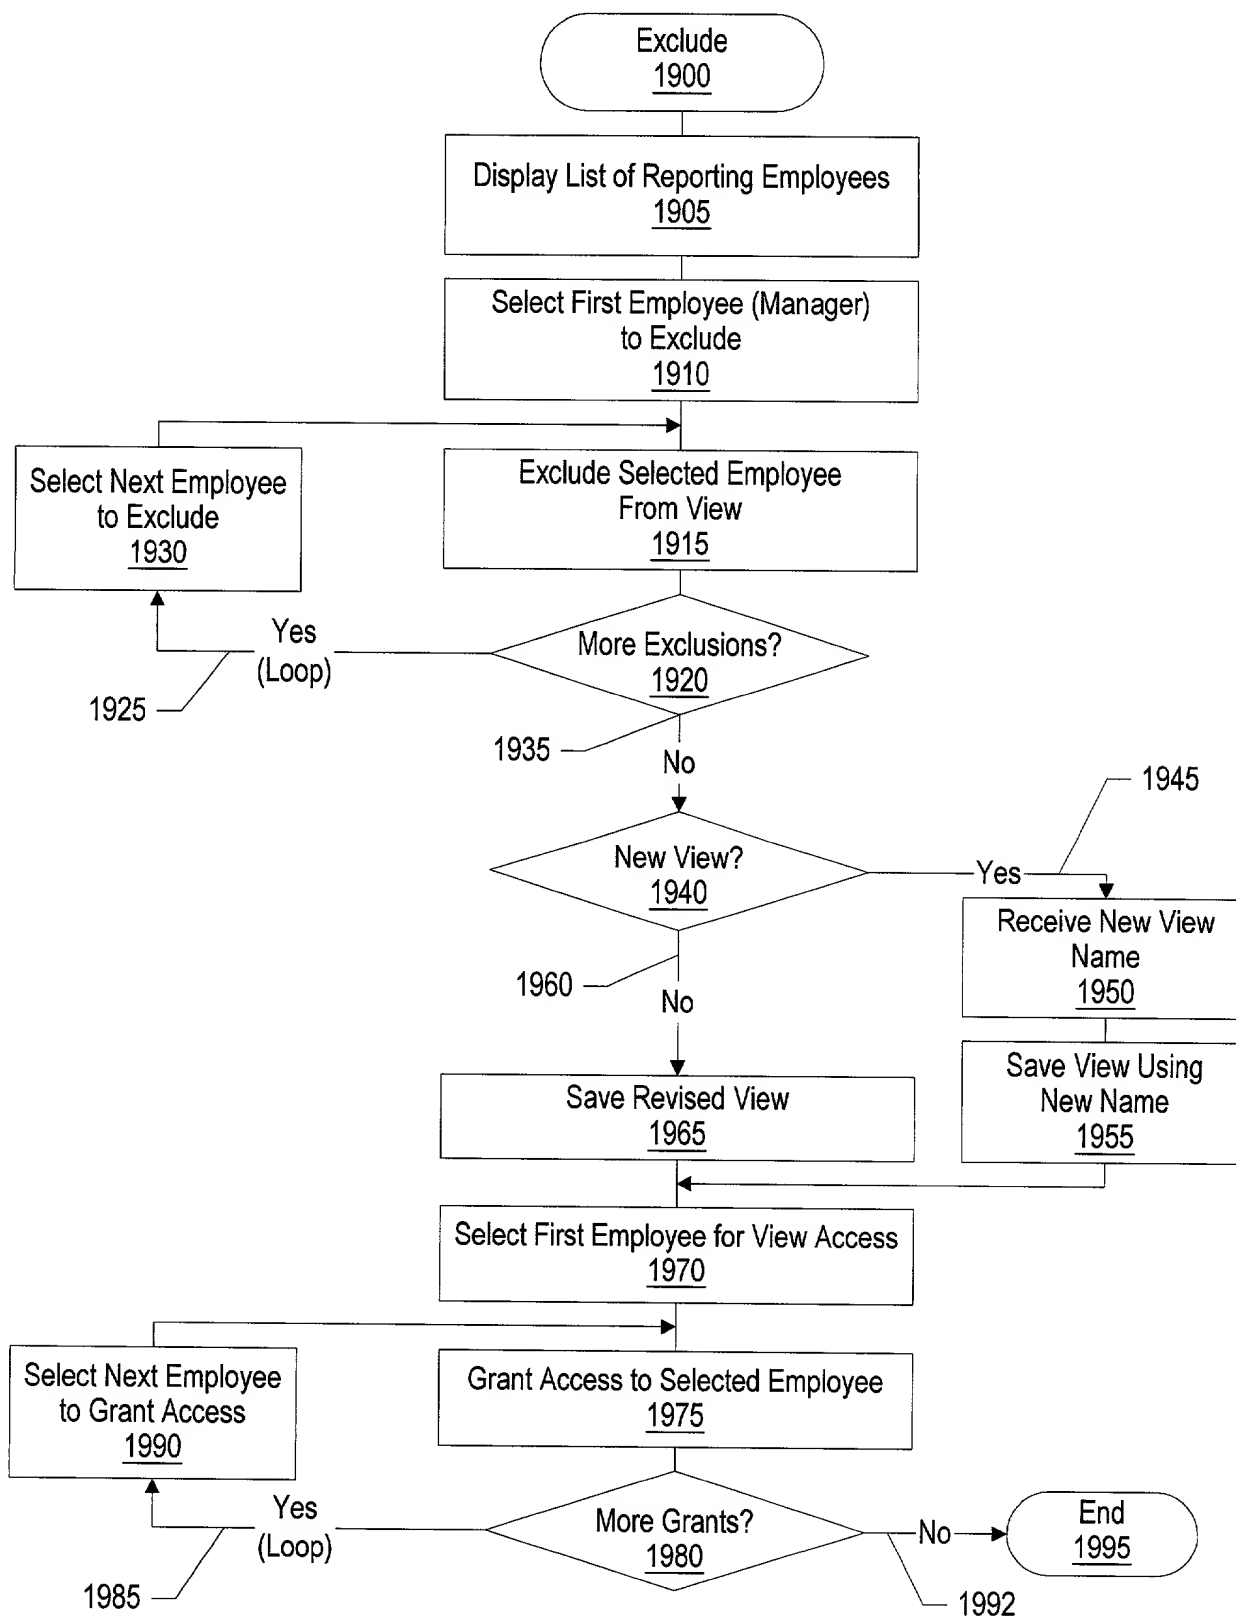 Exclude
1900
Display List of Reporting Employees
1905
Select First Employee (Manager)
to Exclude
1910
Select Next Employee
to Exclude
1930
Exclude Selected Employee
From View
1915
Yes
(Loop)
1925
More Exclusions?
1920
1935
No
1945
New View?
1940
Yes
Receive New View
Name
1950
1960
No
Save View Using
New Name
1955
Save Revised View
1965
Select First Employee for View Access
1970
Select Next Employee
to Grant Access
1990
Grant Access to Selected Employee
1975
Yes
(Loop)
1985
More Grants?
1980
No
1992
End
1995